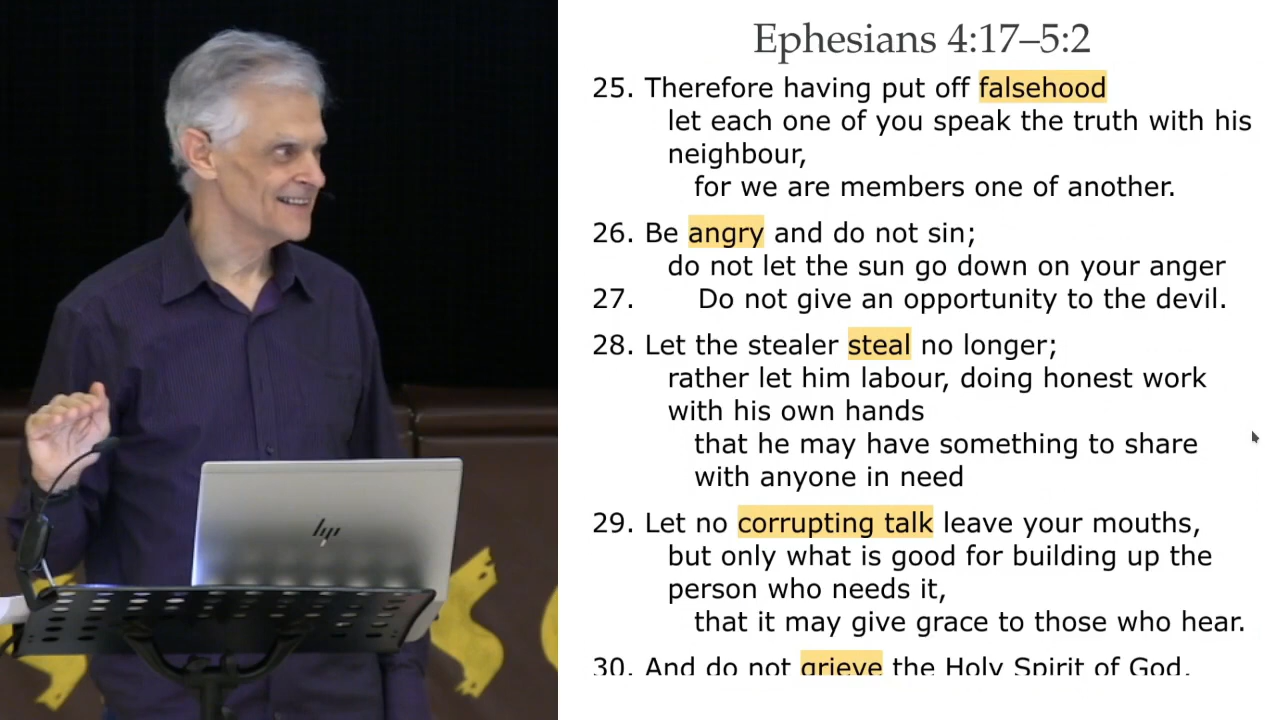 Ephesians 4:17–5:2
25. Therefore having put off falsehood
let each one of you speak the truth with his
neighbour,
for we are members one of another.
26. Be angry and do not sin;
do not let the sun go down on your anger
27. Do not give an opportunity to the devil.
28. Let the stealer steal no longer;
rather let him labour, doing honest work
with his own hands
that he may have something to share
with anyone in need
29. Let no corrupting talk leave your mouths,
but only what is good for building up the
person who needs it,
that it may give grace to those who hear.
30. And do not grieve the Holy Spirit of God,
hp